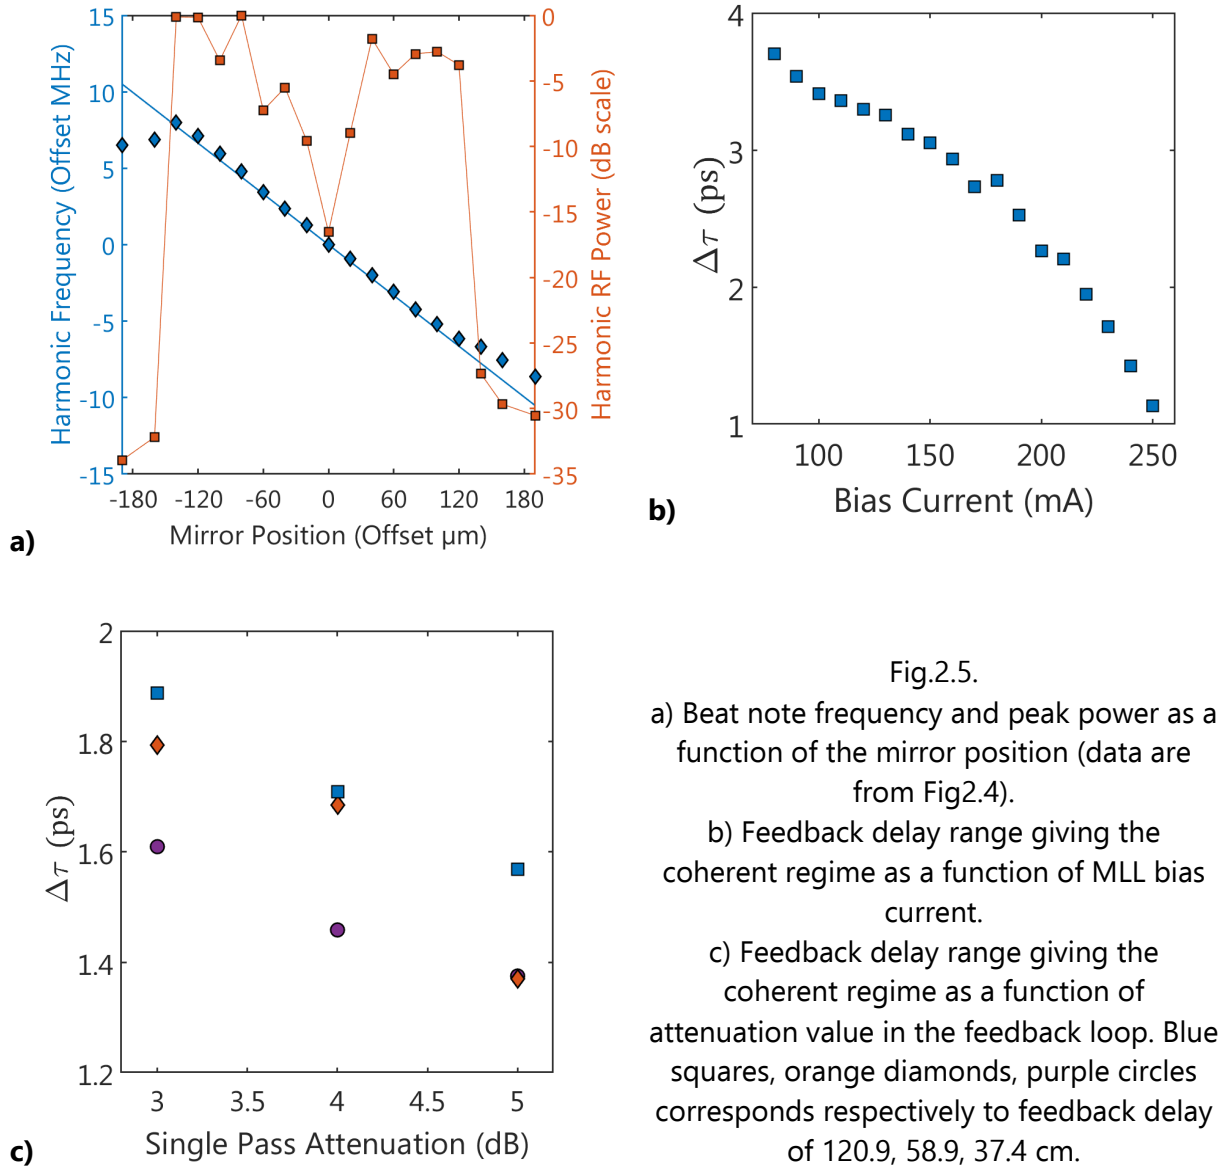 15
10
5
0
-5
-10
-15
Harmonic Frequency (Offset MHz)
0
-5
-10
-15
-20
-25
-30
-35
Harmonic RF Power (dB scale)
-180 -120 -60 0 60 120 180
Mirror Position (Offset µm)
a)
4
3
2
1
Δτ (ps)
100 150 200 250
Bias Current (mA)
b)
2
1.8
1.6
1.4
1.2
Δτ (ps)
3 3.5 4 4.5 5
Single Pass Attenuation (dB)
c)
Fig.2.5.
a) Beat note frequency and peak power as a
function of the mirror position (data are
from Fig2.4).
b) Feedback delay range giving the
coherent regime as a function of MLL bias
current.
c) Feedback delay range giving the
coherent regime as a function of
attenuation value in the feedback loop. Blue
squares, orange diamonds, purple circles
corresponds respectively to feedback delay
of 120.9, 58.9, 37.4 cm.